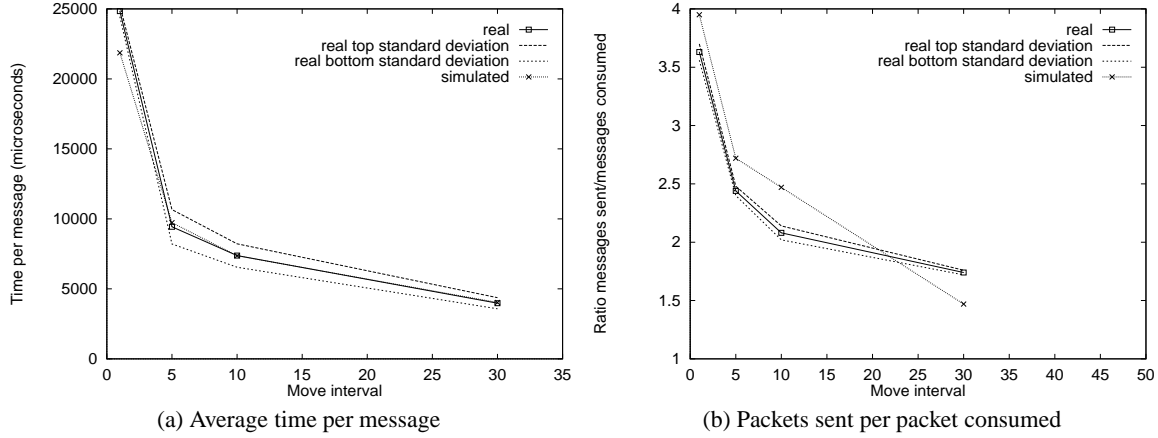 25000
20000
15000
10000
5000
0
Time per message (microseconds)
real
real top standard deviation
real bottom standard deviation
simulated
0 5 10 15 20 25 30 35
Move interval
(a) Average time per message
4
3.5
3
2.5
2
1.5
1
Ratio messages sent/messages consumed
real
real top standard deviation
real bottom standard deviation
simulated
0 5 10 15 20 25 30 35 40 45 50
Move interval
(b) Packets sent per packet consumed